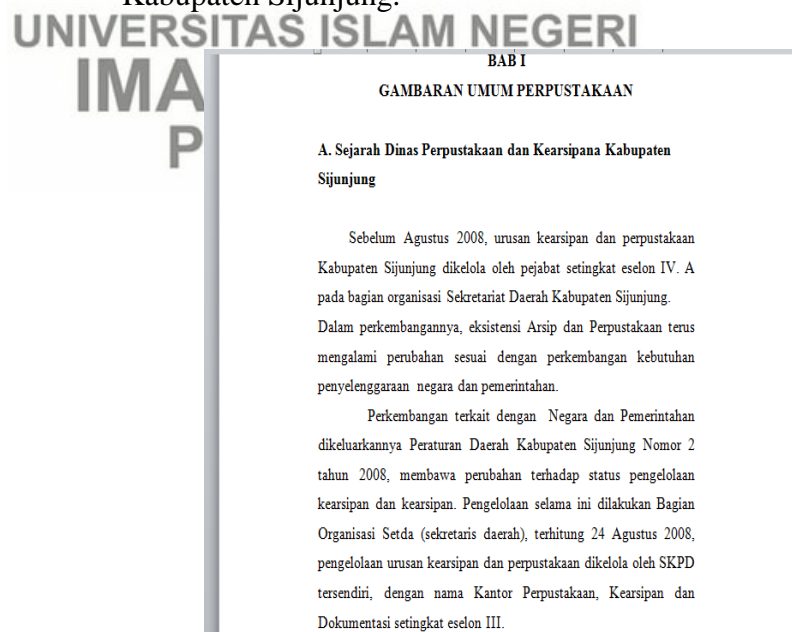 Kabupaten Sijunjung.
UNIVERSITAS ISLAM NEGERI
IMA
P
BAB I
GAMBARAN UMUM PERPUSTAKAAN
A. Sejarah Dinas Perpustakaan dan Kearsipana Kabupaten
Sijunjung
Sebelum Agustus 2008, urusan kearsipan dan perpustakaan
Kabupaten Sijunjung dikelola oleh pejabat setingkat eselon IV. A
pada bagian organisasi Sekretariat Daerah Kabupaten Sijunjung.
Dalam perkembangannya, eksistensi Arsip dan Perpustakaan terus
mengalami perubahan sesuai dengan perkembangan kebutuhan
penyelenggaraan negara dan pemerintahan.
Perkembangan terkait dengan Negara dan Pemerintahan
dikeluarkannya Peraturan Daerah Kabupaten Sijunjung Nomor 2
tahun 2008, membawa perubahan terhadap status pengelolaan
kearsipan dan kearsipan. Pengelolaan selama ini dilakukan Bagian
Organisasi Setda (sekretaris daerah), terhitung 24 Agustus 2008,
pengelolaan urusan kearsipan dan perpustakaan dikelola oleh SKPD
tersendiri, dengan nama Kantor Perpustakaan, Kearsipan dan
Dokumentasi setingkat eselon III.